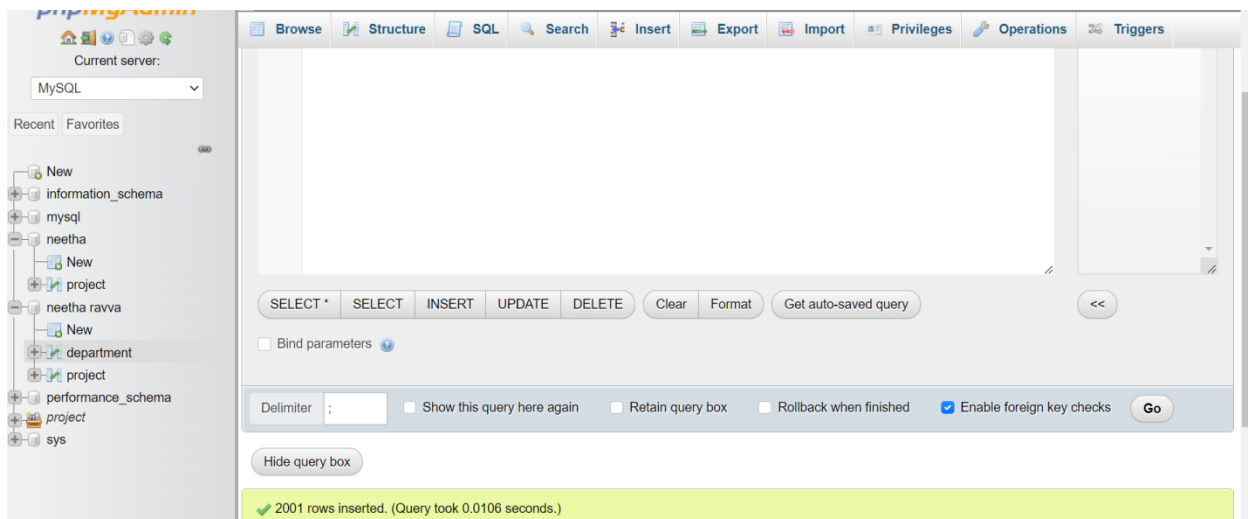 phpMyAdmin
Current server:
MySQL
Recent Favorites
New
information_schema
mysql
neetha
New
project
neetha ravva
New
department
project
performance_schema
project
sys
Browse Structure SQL Search Insert Export Import Privileges Operations Triggers
SELECT * SELECT INSERT UPDATE DELETE Clear Format Get auto-saved query <<
Bind parameters
Delimiter ; Show this query here again Retain query box Rollback when finished Enable foreign key checks Go
Hide query box
2001 rows inserted. (Query took 0.0106 seconds.)